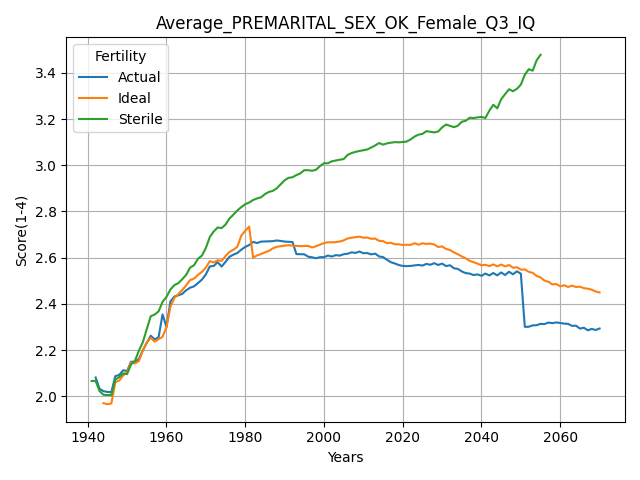 Average_PREMARITAL_SEX_OK_Female_Q3_IQ
Fertility
Actual
Ideal
Sterile
Score(1-4)
3.4
3.2
3.0
2.8
2.6
2.4
2.2
2.0
1940 1960 1980 2000 2020 2040 2060
Years